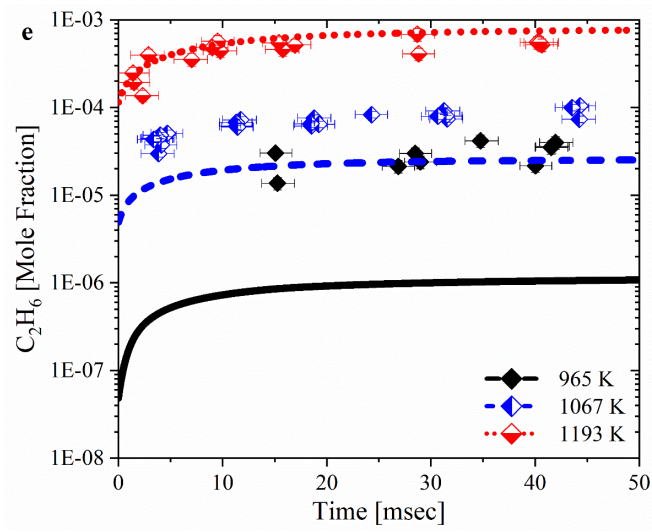 e
1E-03
1E-04
1E-05
1E-06
1E-07
1E-08
C₂H₆ [Mole Fraction]
965 K
1067 K
1193 K
0 10 20 30 40 50
Time [msec]